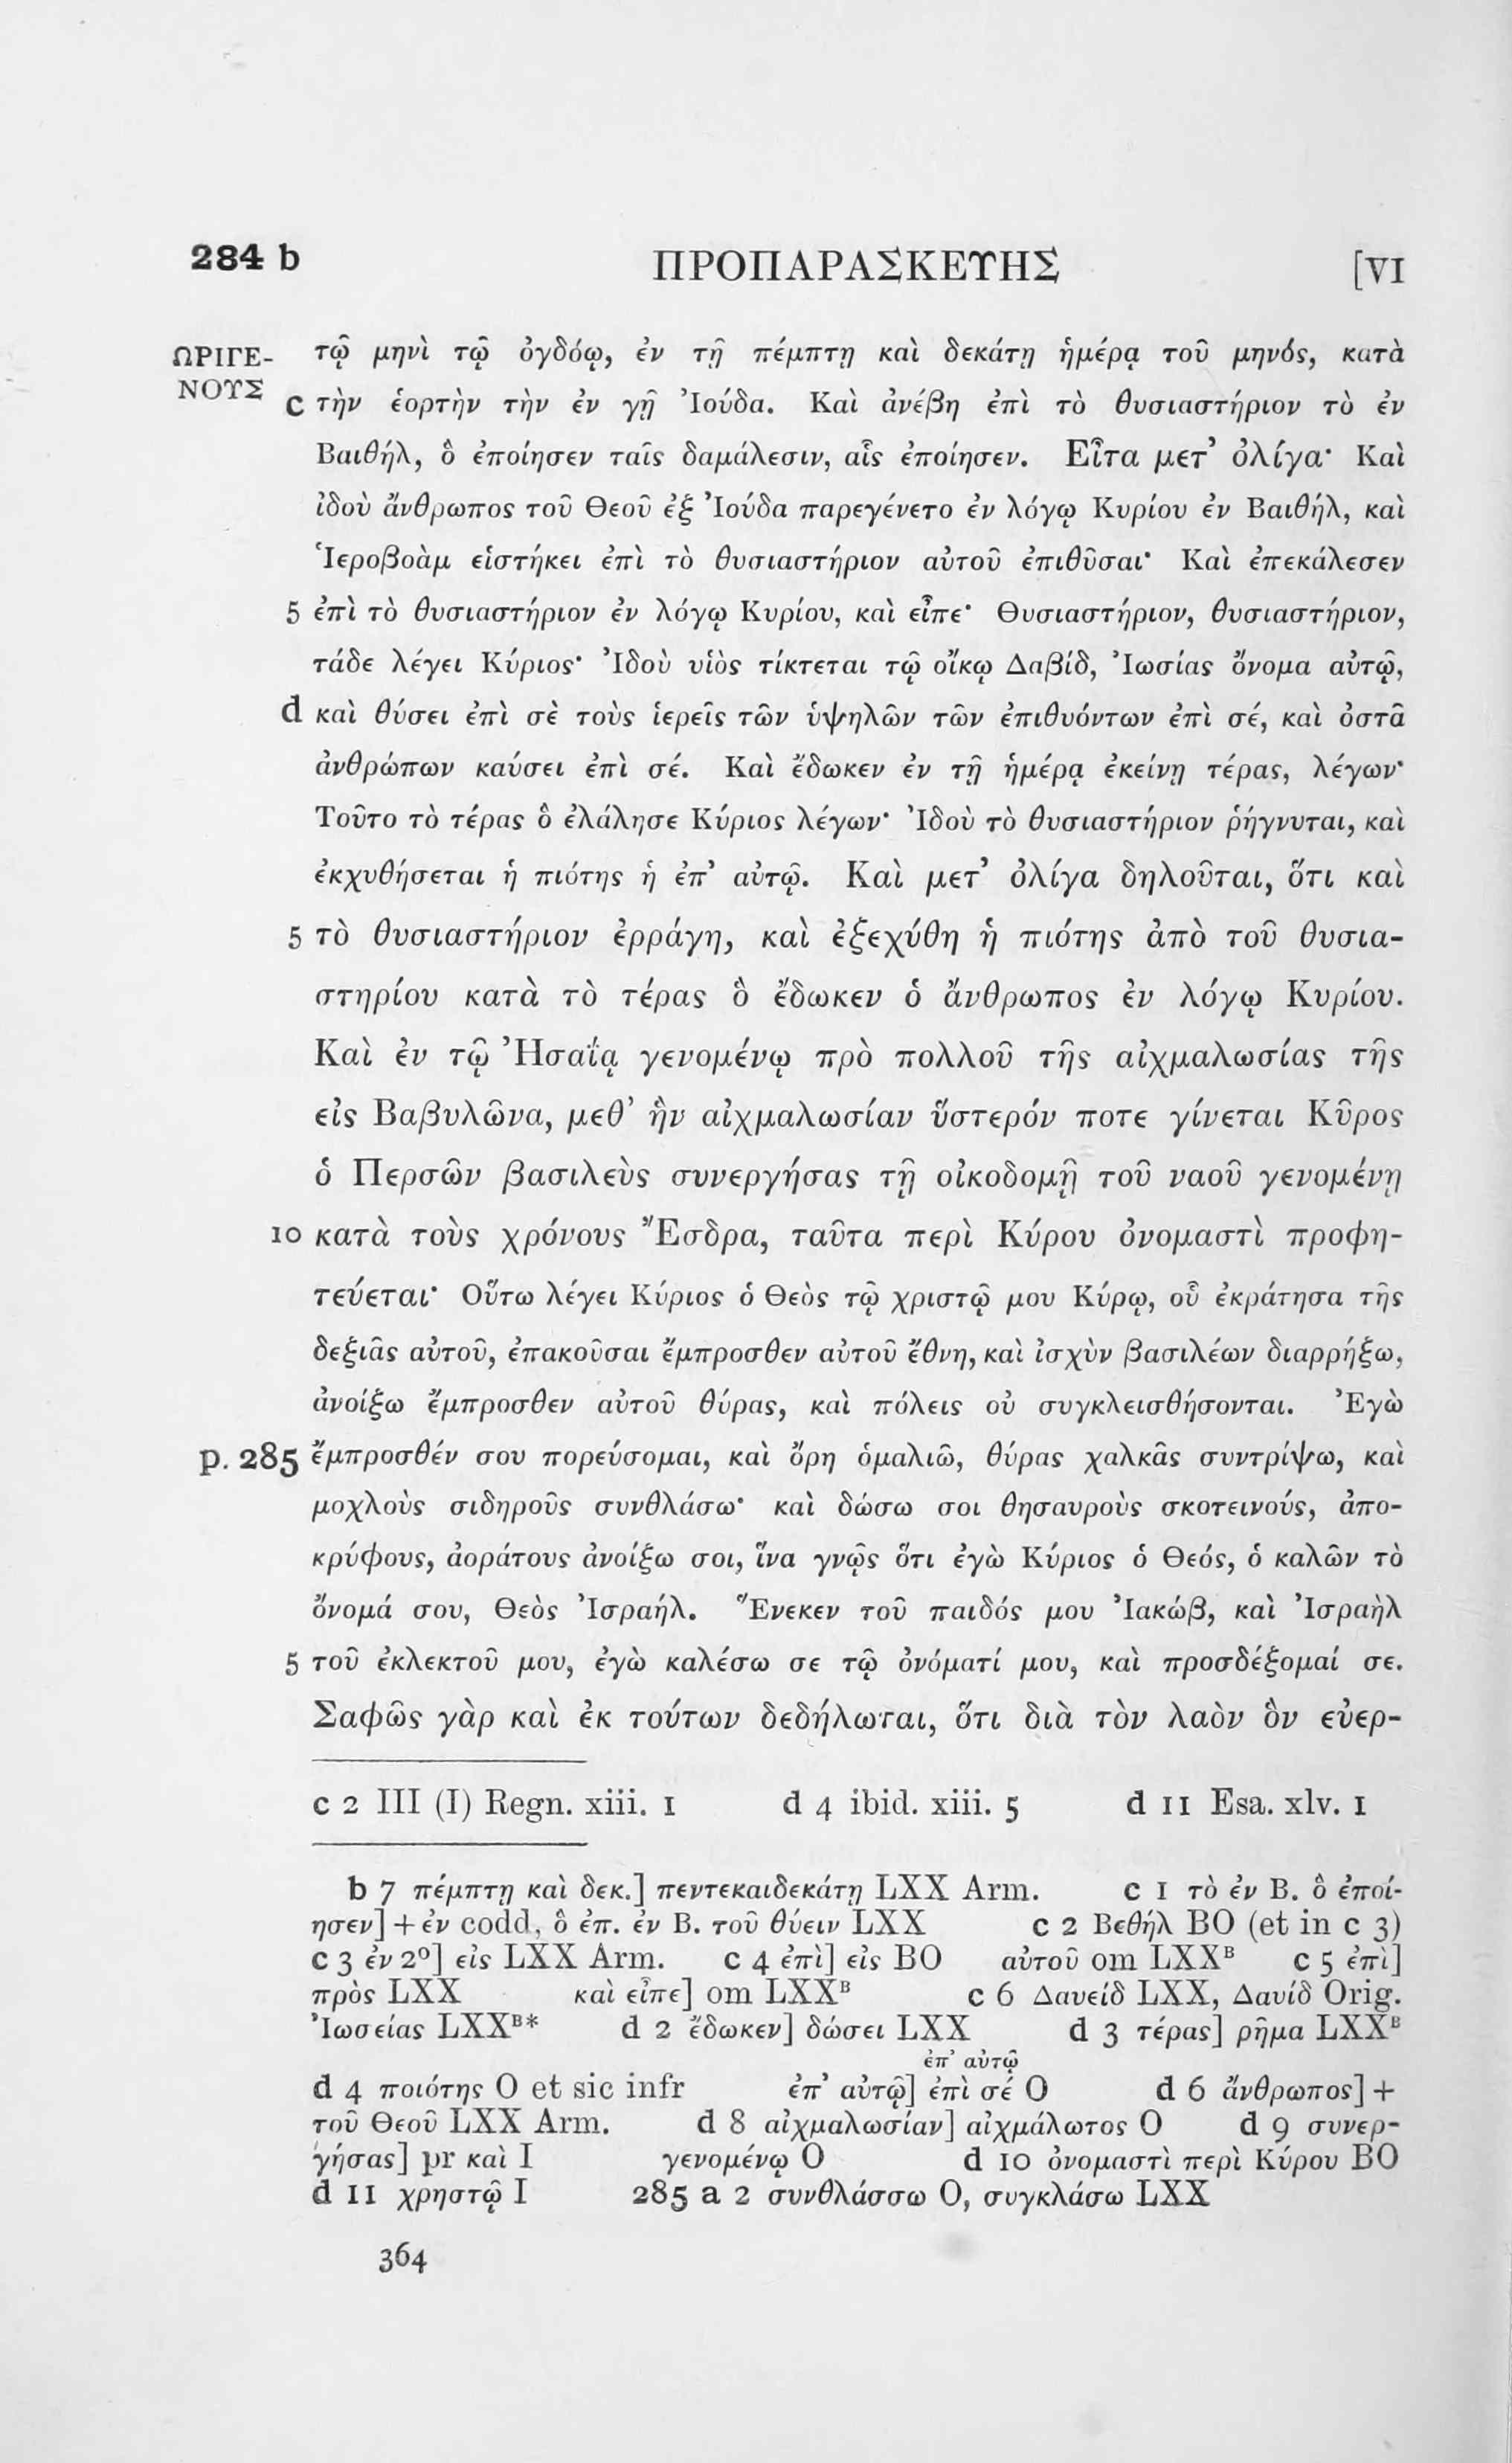 284 b ΠΡΟΠΑΡΑΣΚΕΥΗΣ [VI
ΩΡΙΓΕ- τῷ μηνὶ τῷ ὀγδόῳ, ἐν τῇ πέμπτῃ καὶ δεκάτῃ ἡμέρᾳ τοῦ μηνός, κατὰ
ΝΟΥΣ c τὴν ἑορτὴν τὴν ἐν γῇ Ἰούδα. Καὶ ἀνέβη ἐπὶ τὸ θυσιαστήριον τὸ ἐν
Βαιθήλ, ὃ ἐποίησεν ταῖς δαμάλεσιν, αἷς ἐποίησεν. Εἶτα μετ’ ὀλίγα· Καὶ
ἰδοὺ ἄνθρωπος τοῦ Θεοῦ ἐξ Ἰούδα παρεγένετο ἐν λόγῳ Κυρίου ἐν Βαιθήλ, καὶ
Ἱεροβοὰμ εἱστήκει ἐπὶ τὸ θυσιαστήριον αὐτοῦ ἐπιθῦσαι· Καὶ ἐπεκάλεσεν
5 ἐπὶ τὸ θυσιαστήριον ἐν λόγῳ Κυρίου, καὶ εἶπε· Θυσιαστήριον, θυσιαστήριον,
τάδε λέγει Κύριος· Ἰδοὺ υἱὸς τίκτεται τῷ οἴκῳ Δαβίδ, Ἰωσίας ὄνομα αὐτῷ,
d καὶ θύσει ἐπὶ σὲ τοὺς ἱερεῖς τῶν ὑψηλῶν τῶν ἐπιθυόντων ἐπὶ σέ, καὶ ὀστᾶ
ἀνθρώπων καύσει ἐπὶ σέ. Καὶ ἔδωκεν ἐν τῇ ἡμέρᾳ ἐκείνῃ τέρας, λέγων·
Τοῦτο τὸ τέρας ὃ ἐλάλησε Κύριος λέγων· Ἰδοὺ τὸ θυσιαστήριον ῥήγνυται, καὶ
ἐκχυθήσεται ἡ πιότης ἡ ἐπ’ αὐτῷ. Καὶ μετ’ ὀλίγα δηλοῦται, ὅτι καὶ
5 τὸ θυσιαστήριον ἐρράγη, καὶ ἐξεχύθη ἡ πιότης ἀπὸ τοῦ θυσια-
στηρίου κατὰ τὸ τέρας ὃ ἔδωκεν ὁ ἄνθρωπος ἐν λόγῳ Κυρίου.
Καὶ ἐν τῷ Ἠσαΐᾳ γενομένῳ πρὸ πολλοῦ τῆς αἰχμαλωσίας τῆς
εἰς Βαβυλῶνα, μεθ’ ἣν αἰχμαλωσίαν ὕστερόν ποτε γίνεται Κῦρος
ὁ Περσῶν βασιλεὺς συνεργήσας τῇ οἰκοδομῇ τοῦ ναοῦ γενομένῃ
10 κατὰ τοὺς χρόνους Ἔσδρα, ταῦτα περὶ Κύρου ὀνομαστὶ προφη-
τεύεται· Οὕτω λέγει Κύριος ὁ Θεὸς τῷ χριστῷ μου Κύρῳ, οὗ ἐκράτησα τῆς
δεξιᾶς αὐτοῦ, ἐπακοῦσαι ἔμπροσθεν αὐτοῦ ἔθνη, καὶ ἰσχὺν βασιλέων διαρρήξω,
ἀνοίξω ἔμπροσθεν αὐτοῦ θύρας, καὶ πόλεις οὐ συγκλεισθήσονται. Ἐγὼ
p. 285 ἔμπροσθέν σου πορεύσομαι, καὶ ὄρη ὁμαλιῶ, θύρας χαλκᾶς συντρίψω, καὶ
μοχλοὺς σιδηροῦς συνθλάσω· καὶ δώσω σοι θησαυροὺς σκοτεινούς, ἀπο-
κρύφους, ἀοράτους ἀνοίξω σοι, ἵνα γνῷς ὅτι ἐγὼ Κύριος ὁ Θεός, ὁ καλῶν τὸ
ὄνομά σου, Θεὸς Ἰσραήλ. Ἕνεκεν τοῦ παιδός μου Ἰακώβ, καὶ Ἰσραὴλ
5 τοῦ ἐκλεκτοῦ μου, ἐγὼ καλέσω σε τῷ ὀνόματί μου, καὶ προσδέξομαί σε.
Σαφῶς γὰρ καὶ ἐκ τούτων δεδήλωται, ὅτι διὰ τὸν λαὸν ὃν εὐερ-
c 2 III (I) Regn. xiii. 1 d 4 ibid. xiii. 5 d 11 Esa. xlv. 1
b 7 πέμπτῃ καὶ δεκ.] πεντεκαιδεκάτῃ LXX Arm. c 1 τὸ ἐν Β. ὃ ἐποί-
ησεν] + ἐν codd, ὃ ἐπ. ἐν Β. τοῦ θύειν LXX c 2 Βεθὴλ BO (et in c 3)
c 3 ἐν 2º] εἰς LXX Arm. c 4 ἐπὶ] εἰς BO αὐτοῦ om LXXᴮ c 5 ἐπὶ]
πρὸς LXX καὶ εἶπε] om LXXᴮ c 6 Δαυείδ LXX, Δαυίδ Orig.
Ἰωσείας LXXᴮ* d 2 ἔδωκεν] δώσει LXX d 3 τέρας] ρῆμα LXXᴮ
ἐπ’ αὐτῷ
d 4 ποιότης O et sic infr ἐπ’ αὐτῷ] ἐπὶ σέ O d 6 ἄνθρωπος] +
τοῦ Θεοῦ LXX Arm. d 8 αἰχμαλωσίαν] αἰχμάλωτος O d 9 συνερ-
γήσας] pr καὶ I γενομένῳ O d 10 ὀνομαστὶ περὶ Κύρου BO
d 11 χρηστῷ I 285 a 2 συνθλάσσω O, συγκλάσω LXX
364